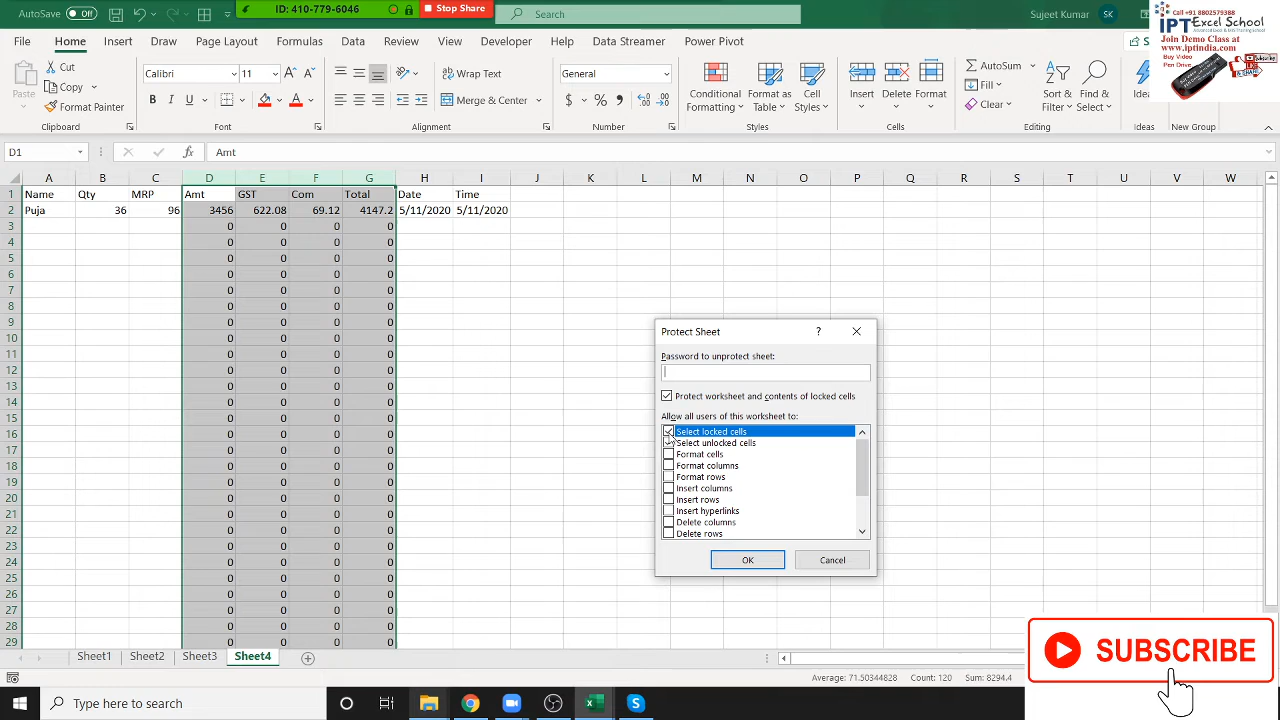 AutoSave Off
ID: 410-779-6046
Stop Share
Search
Sujeet Kumar
SK
Call +91 8802579388
IPT Excel School
Advanced Excel & VBA Training School
Join Demo Class at
www.iptindia.com
Buy Video
Pen Drive
File Home Insert Draw Page Layout Formulas Data Review View Developer Help Data Streamer Power Pivot
Paste
Cut
Copy
Format Painter
Clipboard
Calibri 11
B I U
Font
Wrap Text
Merge & Center
Alignment
General
$ % ,
Number
Conditional Formatting
Format as Table
Cell Styles
Styles
Insert Delete Format
Cells
AutoSum
Fill
Clear
Sort & Filter
Find & Select
Editing
Ideas
Ideas
New Group
D1 fx Amt
A B C D E F G H I J K L M N O P Q R S T U V W
1 Name Qty MRP Amt GST Com Total Date Time
2 Puja 36 96 3456 622.08 69.12 4147.2 5/11/2020 5/11/2020
3 0 0 0 0
4 0 0 0 0
5 0 0 0 0
6 0 0 0 0
7 0 0 0 0
8 0 0 0 0
9 0 0 0 0
10 0 0 0 0
11 0 0 0 0
12 0 0 0 0
13 0 0 0 0
14 0 0 0 0
15 0 0 0 0
16 0 0 0 0
17 0 0 0 0
18 0 0 0 0
19 0 0 0 0
20 0 0 0 0
21 0 0 0 0
22 0 0 0 0
23 0 0 0 0
24 0 0 0 0
25 0 0 0 0
26 0 0 0 0
27 0 0 0 0
28 0 0 0 0
29 0 0 0 0
Protect Sheet
Password to unprotect sheet:
Protect worksheet and contents of locked cells
Allow all users of this worksheet to:
Select locked cells
Select unlocked cells
Format cells
Format columns
Format rows
Insert columns
Insert rows
Insert hyperlinks
Delete columns
Delete rows
OK Cancel
Sheet1 Sheet2 Sheet3 Sheet4
Average: 71.50344828 Count: 120 Sum: 8294.4
SUBSCRIBE
Type here to search